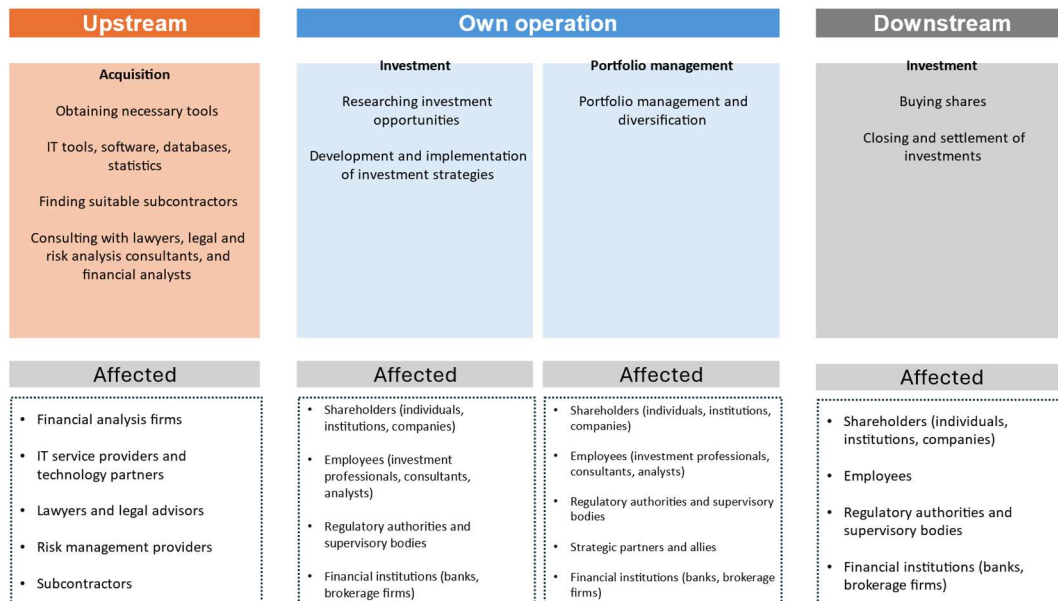 Upstream
Own operation
Downstream
Acquisition
Obtaining necessary tools
IT tools, software, databases,
statistics
Finding suitable subcontractors
Consulting with lawyers, legal and
risk analysis consultants, and
financial analysts
Investment
Researching investment
opportunities
Development and implementation
of investment strategies
Portfolio management
Portfolio management and
diversification
Investment
Buying shares
Closing and settlement of
investments
Affected
• Financial analysis firms
• IT service providers and
technology partners
• Lawyers and legal advisors
• Risk management providers
• Subcontractors
Affected
• Shareholders (individuals,
institutions, companies)
• Employees (investment
professionals, consultants,
analysts)
• Regulatory authorities and
supervisory bodies
• Financial institutions (banks,
brokerage firms)
Affected
• Shareholders (individuals, institutions,
companies)
• Employees (investment professionals,
consultants, analysts)
• Regulatory authorities and supervisory
bodies
• Strategic partners and allies
• Financial institutions (banks, brokerage
firms)
Affected
• Shareholders (individuals,
institutions, companies)
• Employees
• Regulatory authorities and
supervisory bodies
• Financial institutions (banks,
brokerage firms)